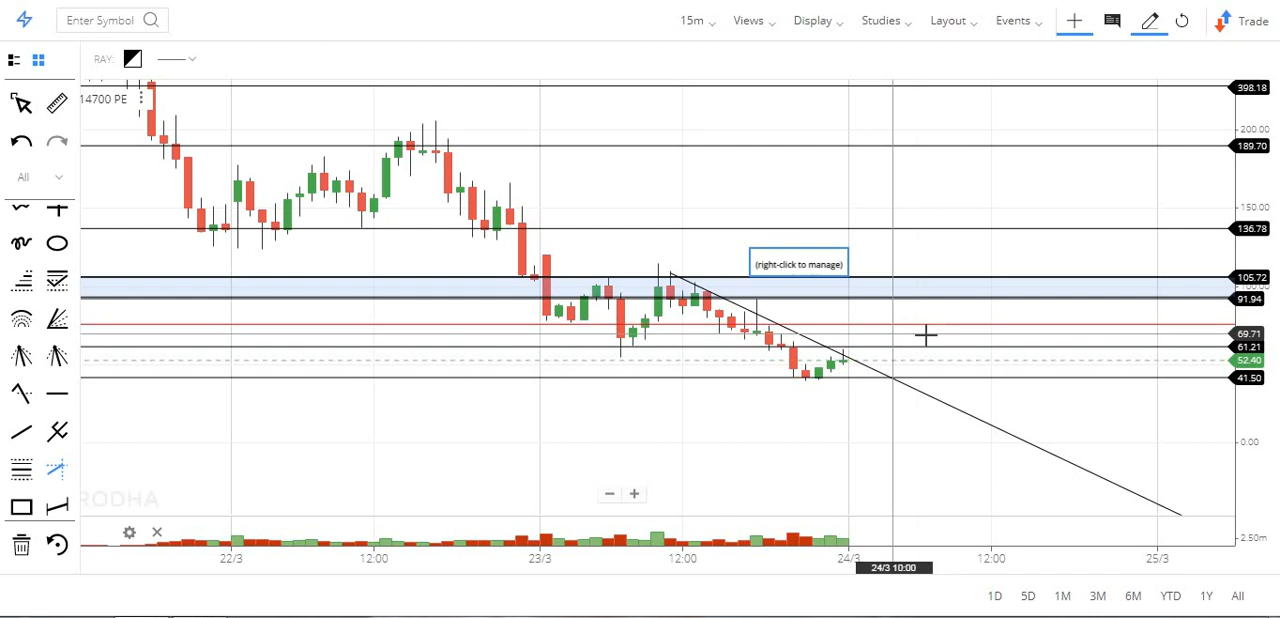 Enter Symbol
15m Views Display Studies Layout Events Trade
RAY:
14700 PE
All
(right-click to manage)
398.18
200.00
189.70
150.00
136.78
105.72
91.94
69.71
61.21
52.40
41.50
0.00
2.50m
RODHA
22/3 12:00 23/3 12:00 24/3 12:00 25/3
24/3 10:00
1D 5D 1M 3M 6M YTD 1Y All